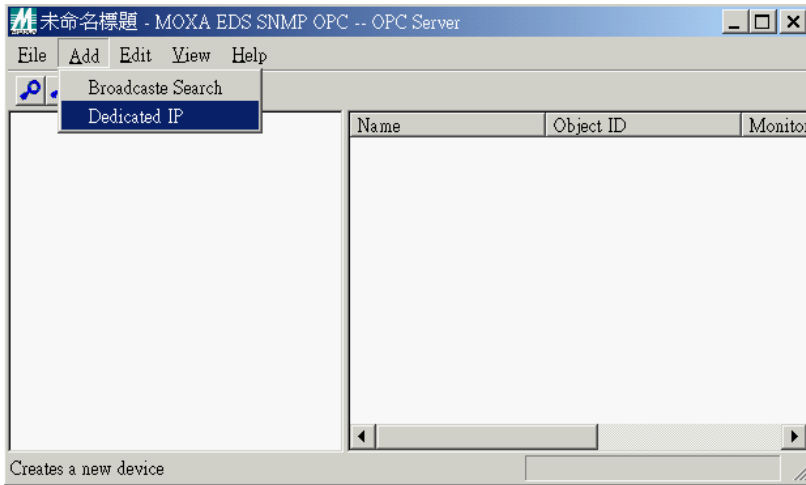 未命名標題 - MOXA EDS SNMP OPC -- OPC Server
File Add Edit View Help
Broadcaste Search
Dedicated IP
Name Object ID Monitor
Creates a new device